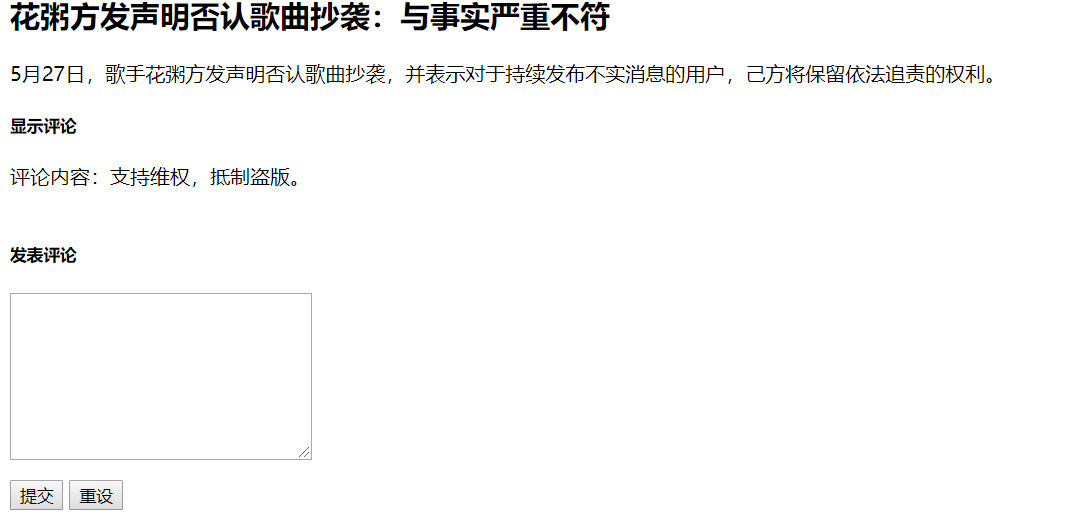 花粥方发声明否认歌曲抄袭：与事实严重不符
5月27日，歌手花粥方发声明否认歌曲抄袭，并表示对于持续发布不实消息的用户，己方将保留依法追责的权利。
显示评论
评论内容：支持维权，抵制盗版。
发表评论
提交 重设